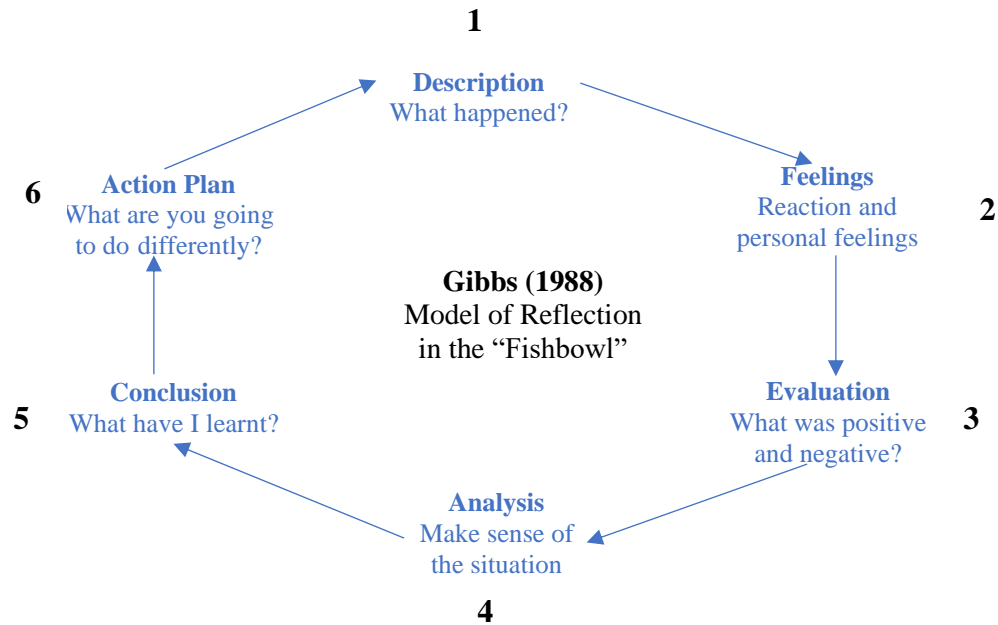 1
Description
What happened?
Feelings
Reaction and
personal feelings
2
Evaluation
What was positive
and negative?
3
Analysis
Make sense of
the situation
4
Conclusion
What have I learnt?
5
Action Plan
What are you going
to do differently?
6
Gibbs (1988)
Model of Reflection
in the “Fishbowl”